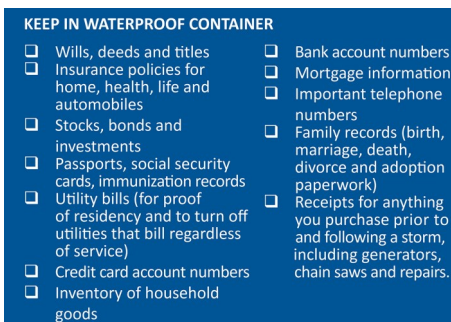 KEEP IN WATERPROOF CONTAINER
❑ Wills, deeds and titles
❑ Insurance policies for
home, health, life and
automobiles
❑ Stocks, bonds and
investments
❑ Passports, social security
cards, immunization records
❑ Utility bills (for proof
of residency and to turn off
utilities that bill regardless
of service)
❑ Credit card account numbers
❑ Inventory of household
goods
❑ Bank account numbers
❑ Mortgage information
❑ Important telephone
numbers
❑ Family records (birth,
marriage, death,
divorce and adoption
paperwork)
❑ Receipts for anything
you purchase prior to
and following a storm,
including generators,
chain saws and repairs.